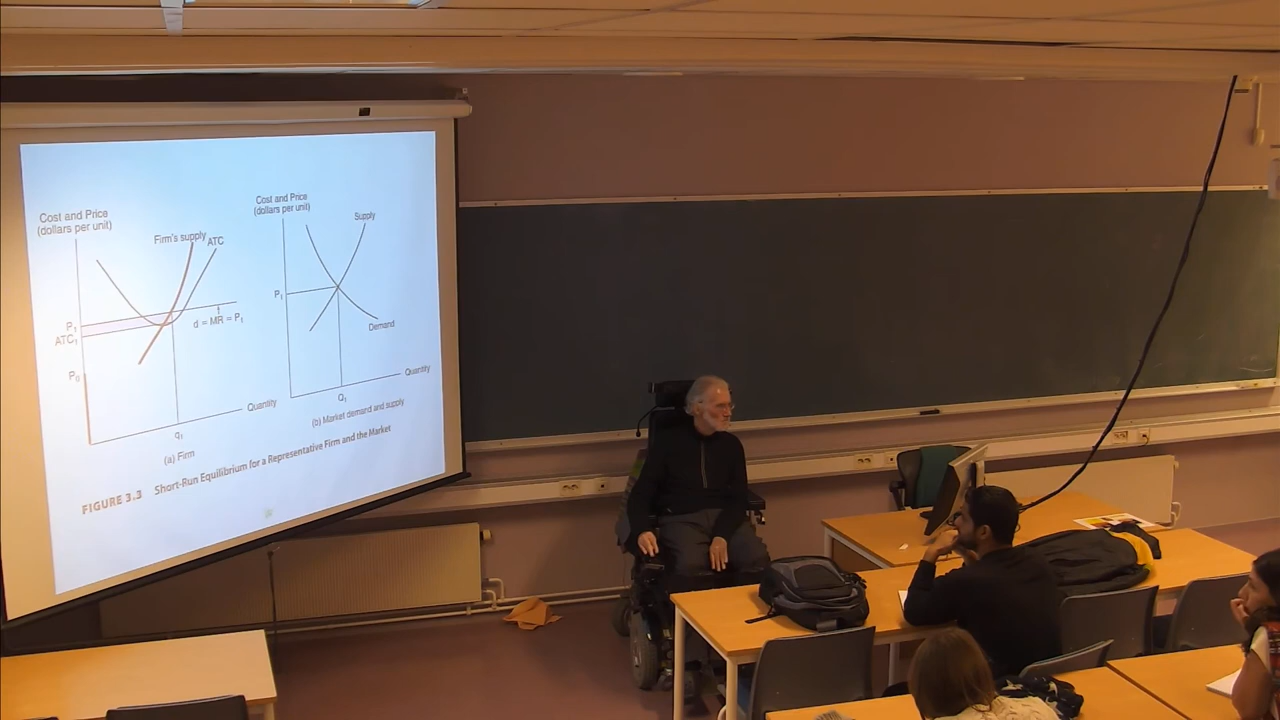 Cost and Price
(dollars per unit)
Firm's supply
ATC
P₁
ATC₁
P₀
d = MR = P₁
Quantity
q₁
(a) Firm
Cost and Price
(dollars per unit)
Supply
P₁
Demand
Quantity
Q₁
(b) Market demand and supply
FIGURE 3.3 Short-Run Equilibrium for a Representative Firm and the Market